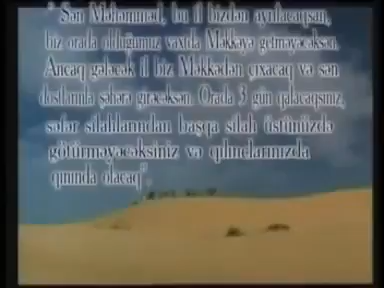 " Sən Məhəmməd, bu il bizdən ayrılacaqsan,
biz orada olduğumuz vaxtda Məkkəyə getməyəcəksən.
Ancaq gələcək il biz Məkkədən çıxacaq və sən
dostlarınla şəhərə girəcəksən. Orada 3 gün qalacaqsınız,
səfər silahlarından başqa silah üstünüzdə
götürməyəcəksiniz və qılınclarınızda
qınında olacaq".